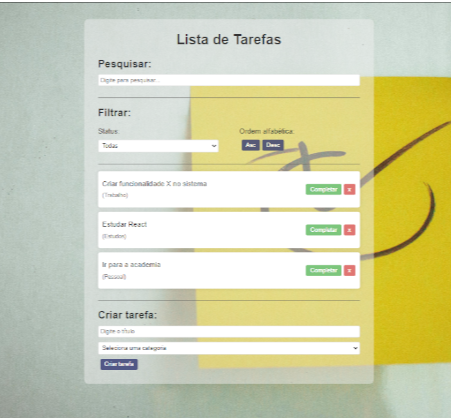 Lista de Tarefas
Pesquisar:
Digite para pesquisar...
Filtrar:
Status:
Ordem alfabética:
Todas
Asc Desc
Criar funcionalidade X no sistema
(Trabalho)
Completar X
Estudar React
(Estudos)
Completar X
Ir para a academia
(Pessoal)
Completar X
Criar tarefa:
Digite o título
Selecione uma categoria
Criar tarefa